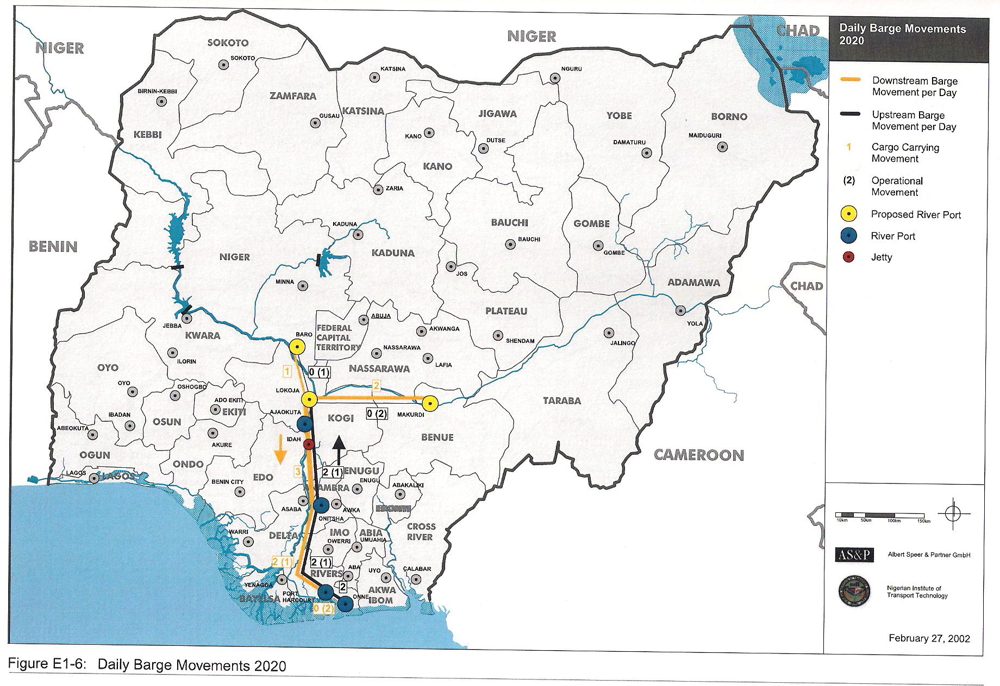 NIGER
NIGER
CHAD
SOKOTO
SOKOTO
KATSINA
NGURU
BIRNIN-KEBBI
ZAMFARA
GUSAU
KATSINA
JIGAWA
YOBE
BORNO
KEBBI
KANO
DUTSE
DAMATURU
MAIDUGURI
KANO
ZARIA
KADUNA
BAUCHI
GOMBE
BENIN
BAUCHI
NIGER
KADUNA
GOMBE
JOS
MINNA
ADAMAWA
CHAD
PLATEAU
ABUJA
JEBBA
KWARA
FEDERAL
CAPITAL
TERRITORY
AKWANGA
YOLA
BARO
SHENDAM
JALINGO
NASSARAWA
ILORIN
LAFIA
OYO
NASSARAWA
1
0 (1)
OYO
OSHOGBO
LOKOJA
2
ADO EKITI
EKITI
TARABA
IBADAN
AJAOKUTA
KOGI
0 (2)
MAKURDI
OSUN
ABEOKUTA
IDAH
BENUE
AKURE
OGUN
CAMEROON
ONDO
LAGOS
LAGOS
3
2 (1)
ENUGU
EDO
BENIN CITY
ENUGU
ABAKALIKI
ANAMBRA
ASABA
AWKA
EBONYI
ONITSHA
CROSS
RIVER
WARRI
DELTA
IMO
ABIA
OWERRI
UMUAHIA
2 (1)
2 (1)
RIVERS
ABA
UYO
CALABAR
YENAGOA
2
AKWA
IBOM
PORT
HARCOURT
ONNE
BAYELSA
0 (2)
Daily Barge Movements
2020
Downstream Barge
Movement per Day
Upstream Barge
Movement per Day
1 Cargo Carrying
Movement
(2) Operational
Movement
Proposed River Port
River Port
Jetty
10km 50km 100km 150km
AS&P Albert Speer & Partner GmbH
Nigerian Institute of
Transport Technology
February 27, 2002
Figure E1-6: Daily Barge Movements 2020